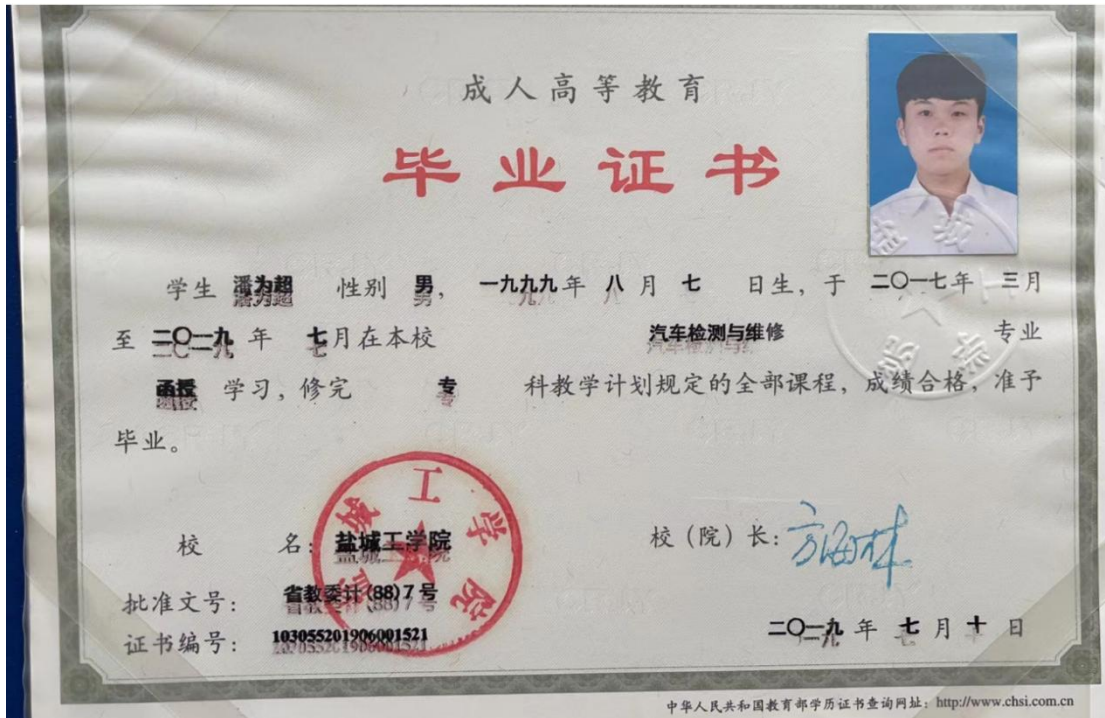 成人高等教育
毕业证书
学生 潘为超 性别 男, 一九九九年 八 月 七 日生, 于 二〇一七年 三月
至 二〇一九 年 七月在本校 汽车检测与维修 专业
函授 学习, 修完 专 科教学计划规定的全部课程, 成绩合格, 准予
毕业。
校 名: 盐城工学院
校(院)长: 方海林
批准文号: 省教委计(88)7号
证书编号: 103055201906001521
二〇一九 年 七 月 十 日
中华人民共和国教育部学历证书查询网址: http://www.chsi.com.cn